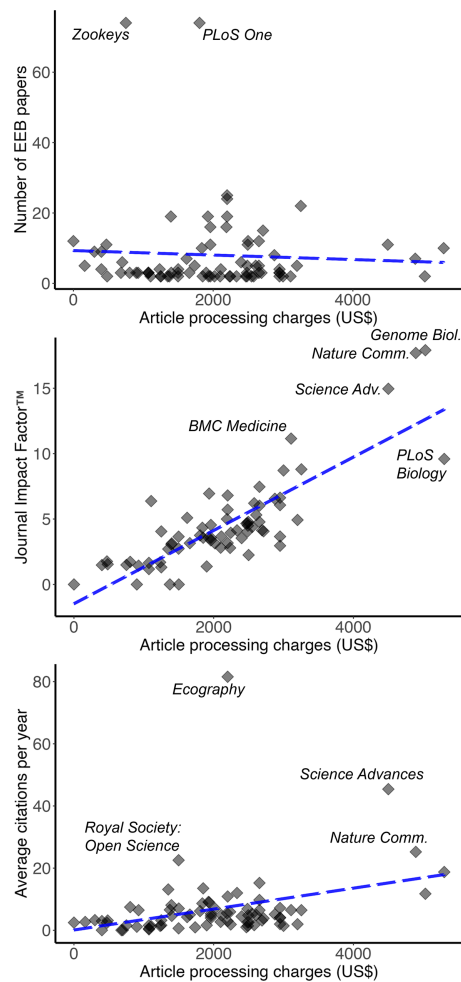 Zookeys
PLoS One
Number of EEB papers
60
40
20
0
0
2000
4000
Article processing charges (US$)
Genome Biol.
Nature Comm.
Science Adv.
BMC Medicine
PLoS
Biology
Journal Impact Factor™
15
10
5
0
0
2000
4000
Article processing charges (US$)
Ecography
Science Advances
Royal Society:
Open Science
Nature Comm.
Average citations per year
80
60
40
20
0
0
2000
4000
Article processing charges (US$)